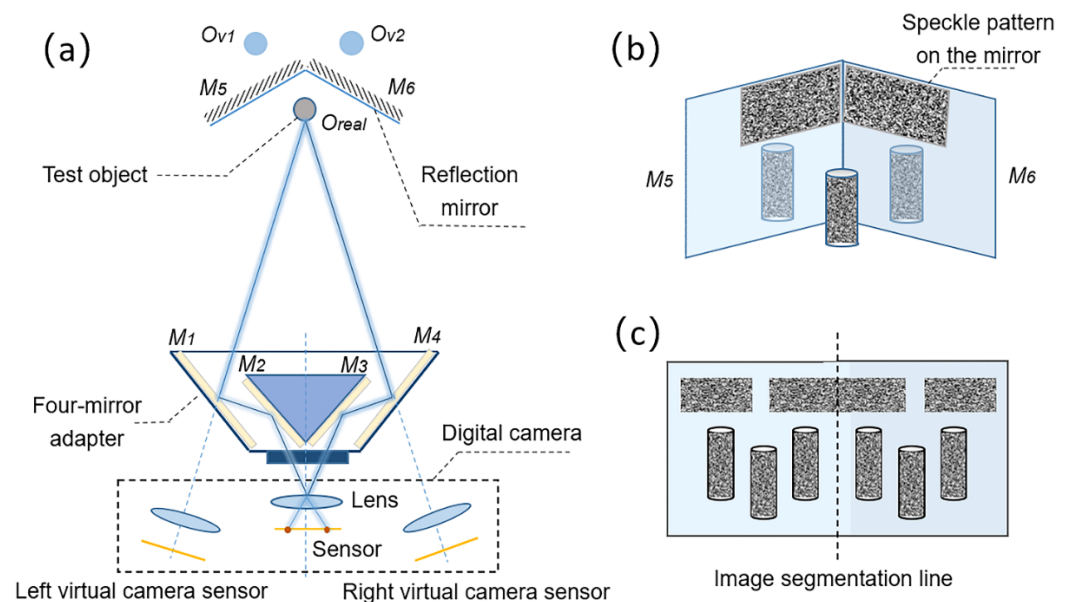 (a)
Ov1
Ov2
M5
M6
Oreal
Test object
Reflection
mirror
M1
M2
M3
M4
Four-mirror
adapter
Digital camera
Lens
Sensor
Left virtual camera sensor
Right virtual camera sensor
(b)
Speckle pattern
on the mirror
M5
M6
(c)
Image segmentation line